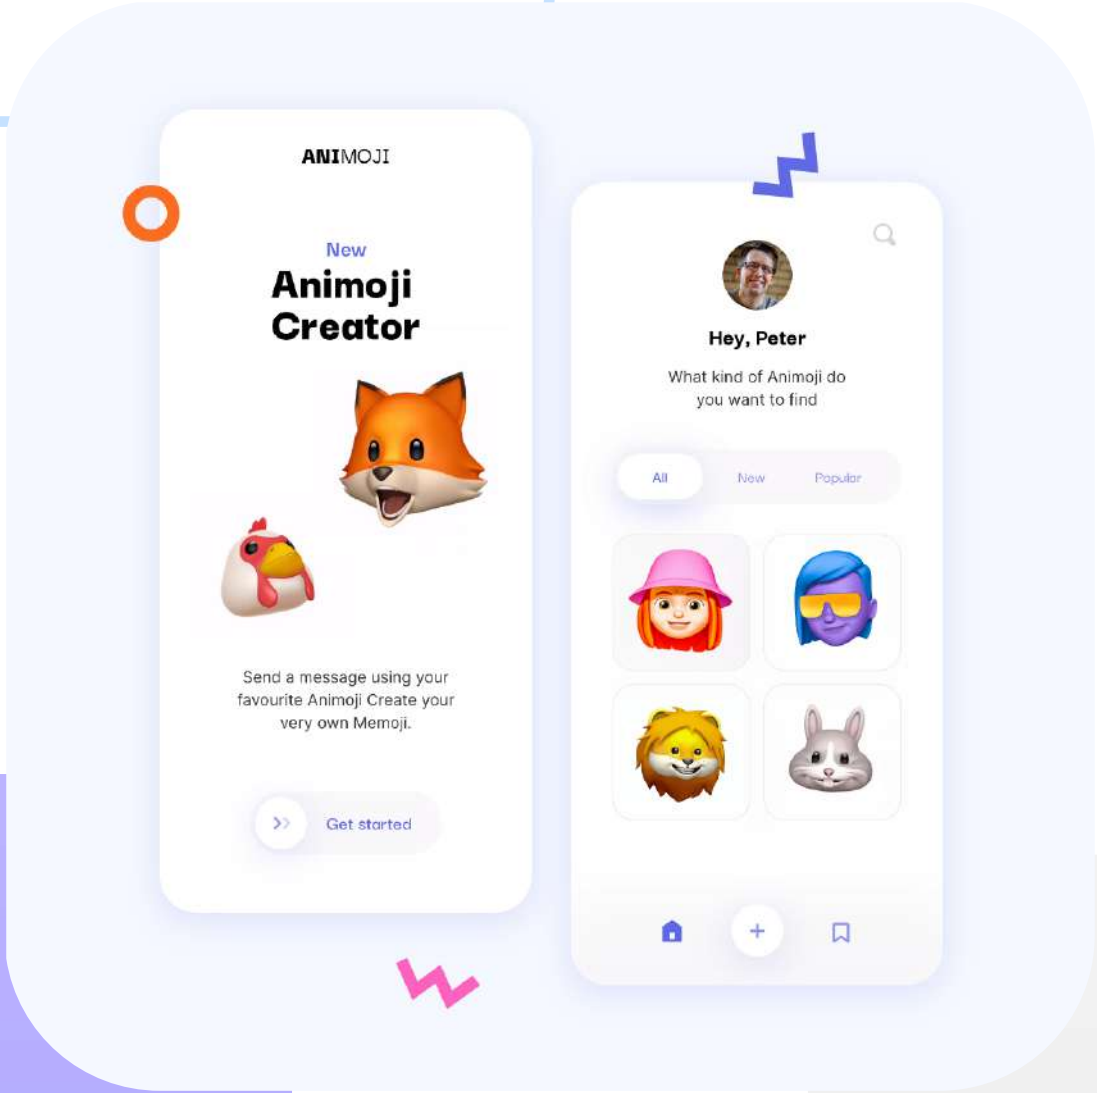 ANIMOJI
New
Animoji
Creator
Send a message using your
favourite Animoji Create your
very own Memoji.
Get started
Hey, Peter
What kind of Animoji do
you want to find
All New Popular